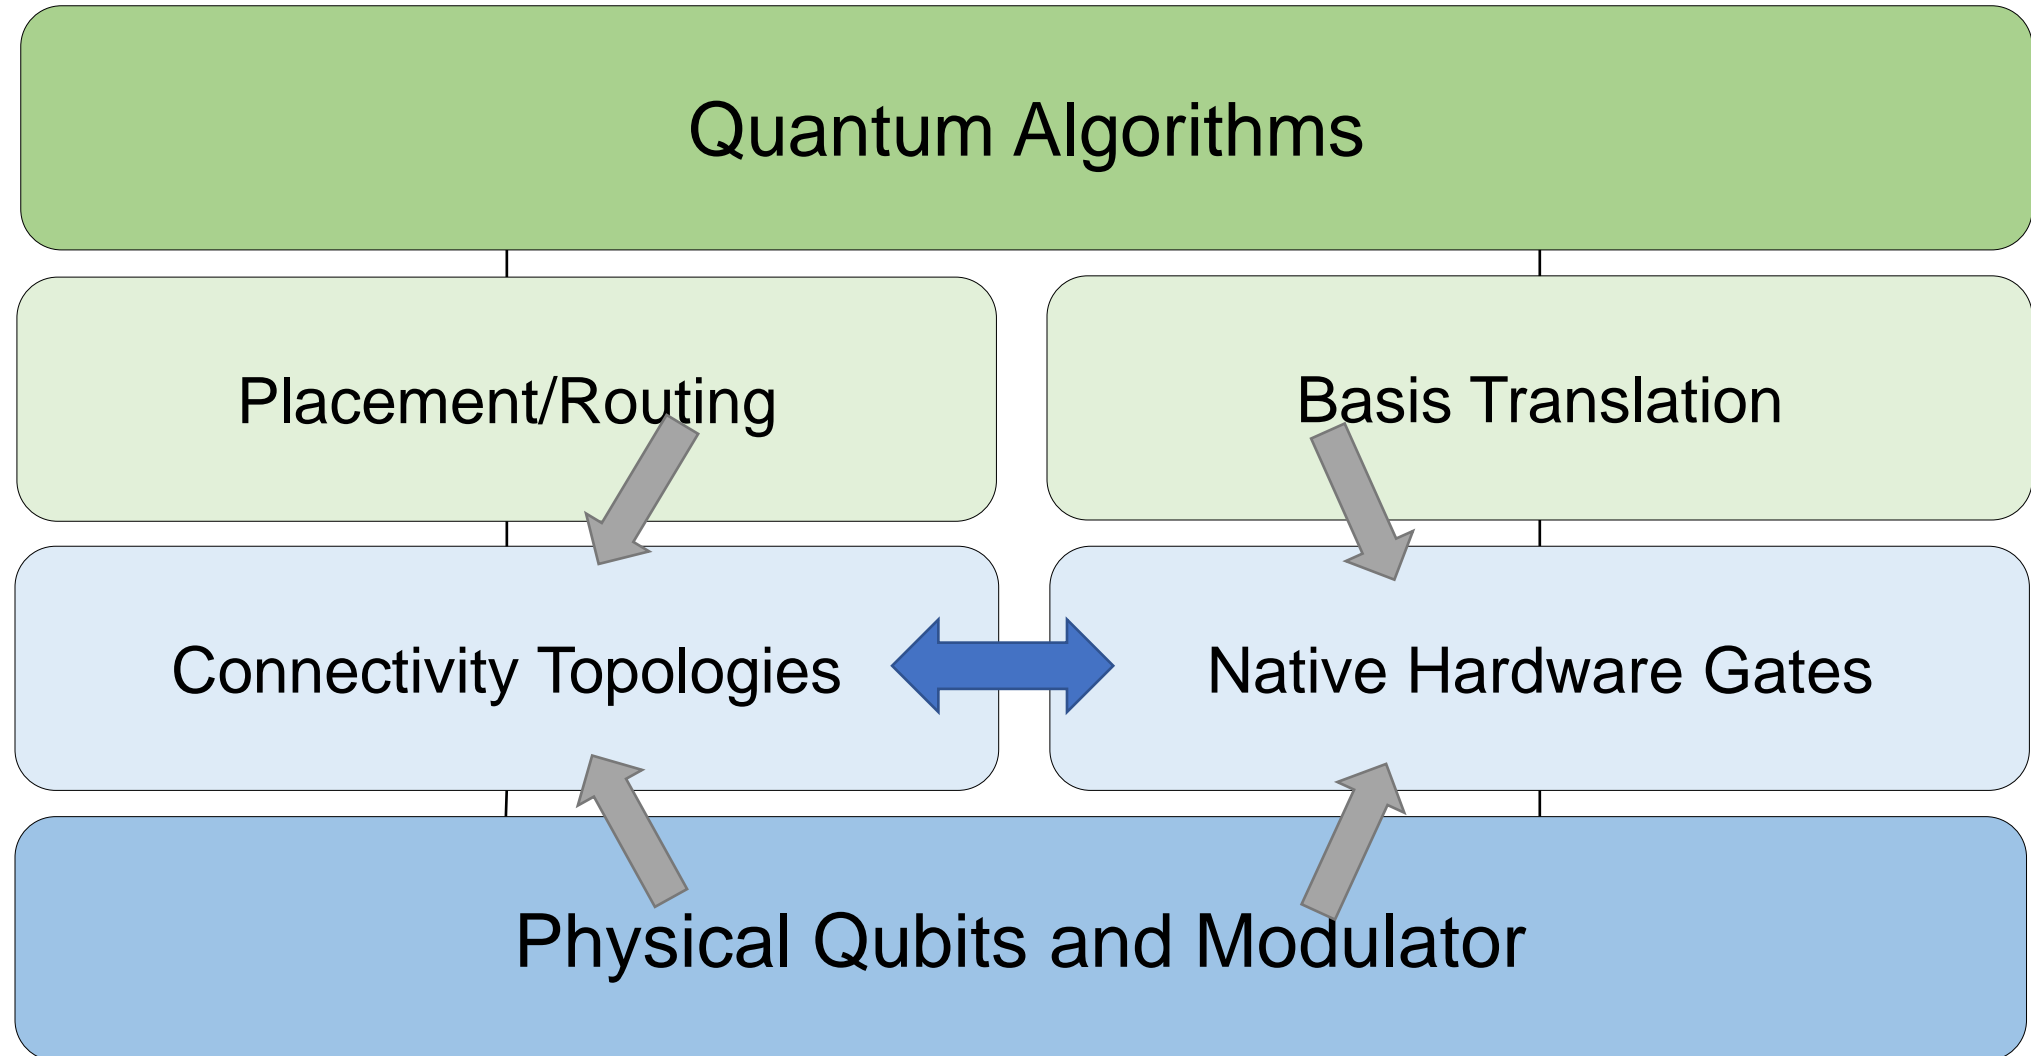 Quantum Algorithms
Placement/Routing
Basis Translation
Connectivity Topologies
Native Hardware Gates
Physical Qubits and Modulator